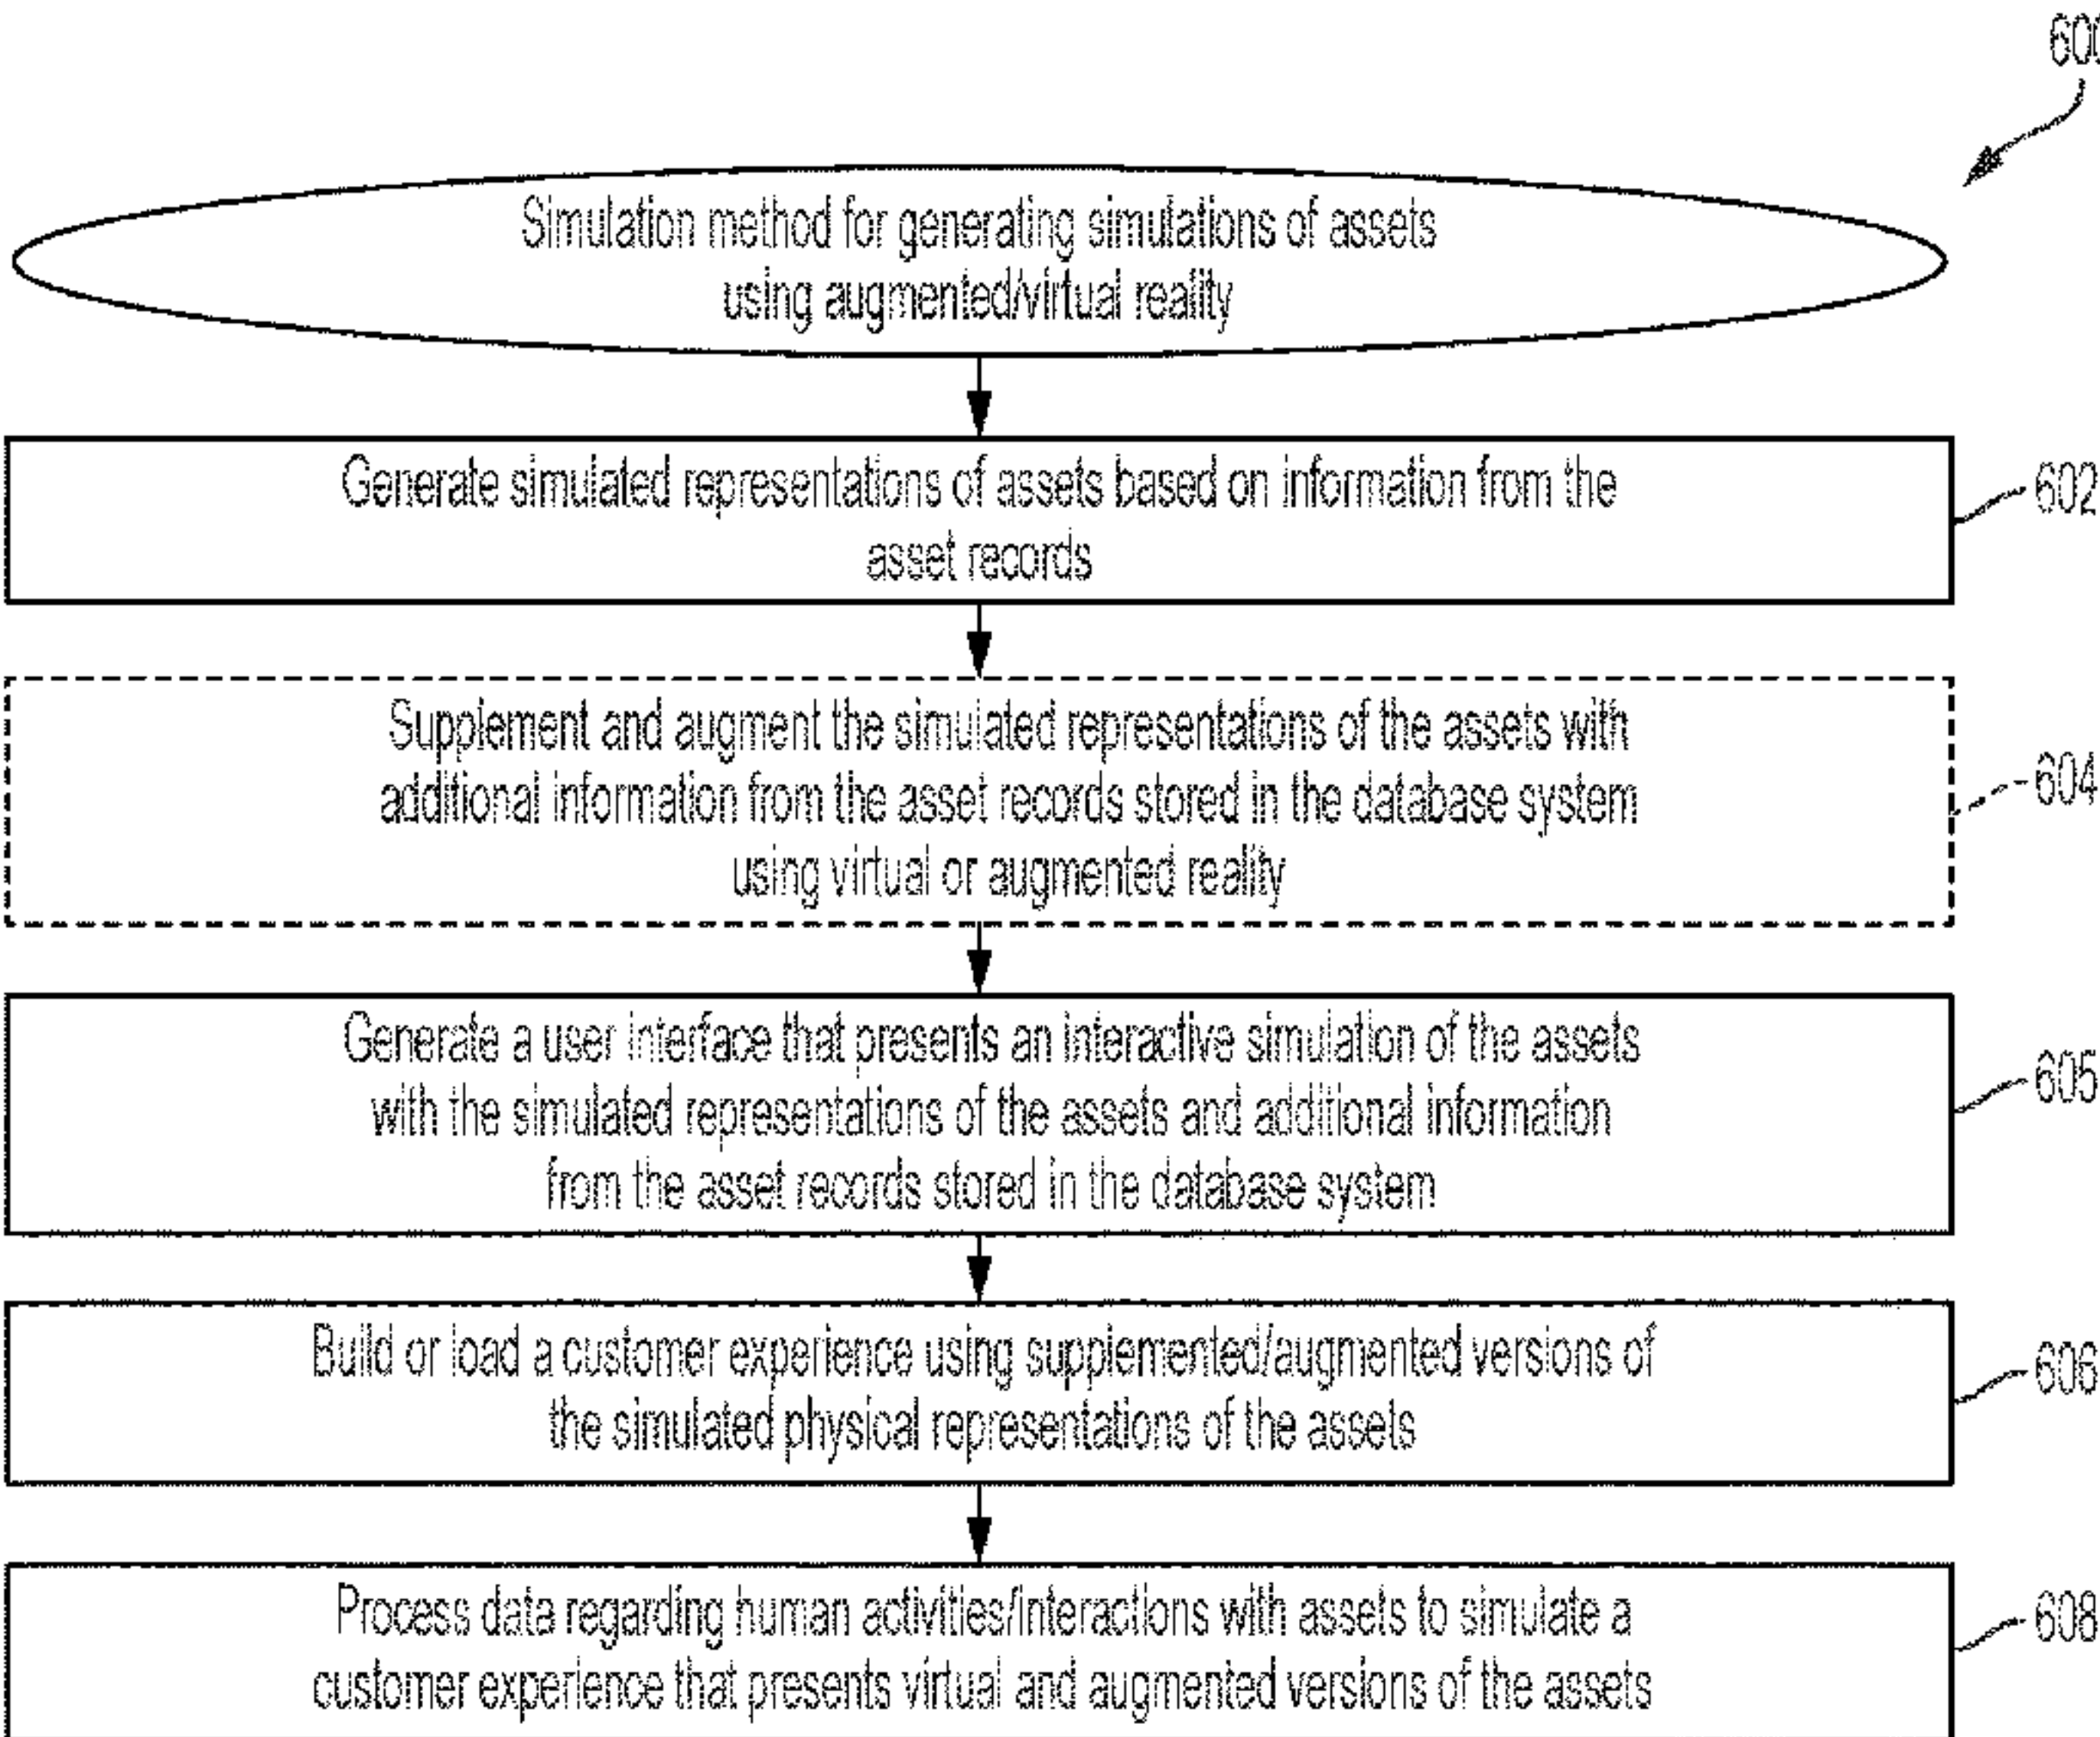 600
Simulation method for generating simulations of assets
using augmented/virtual reality
Generate simulated representations of assets based on information from the
asset records
602
Supplement and augment the simulated representations of the assets with
additional information from the asset records stored in the database system
using virtual or augmented reality
604
Generate a user interface that presents an interactive simulation of the assets
with the simulated representations of the assets and additional information
from the asset records stored in the database system
605
Build or load a customer experience using supplemented/augmented versions of
the simulated physical representations of the assets
606
Process data regarding human activities/interactions with assets to simulate a
customer experience that presents virtual and augmented versions of the assets
608